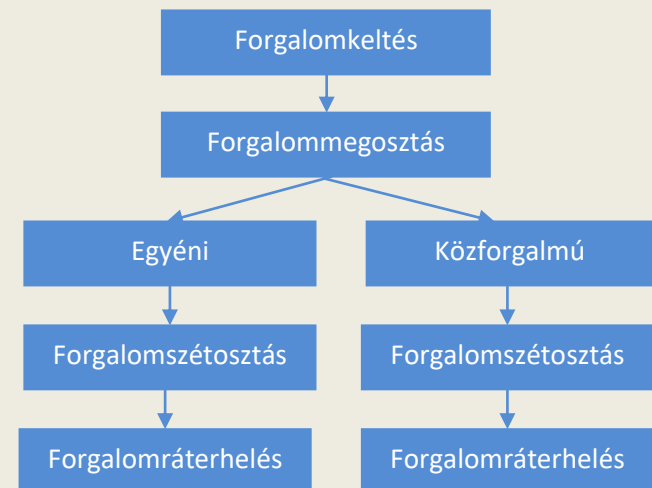 Forgalomkeltés
Forgalommegosztás
Egyéni
Közforgalmú
Forgalomszétosztás
Forgalomszétosztás
Forgalomráterhelés
Forgalomráterhelés